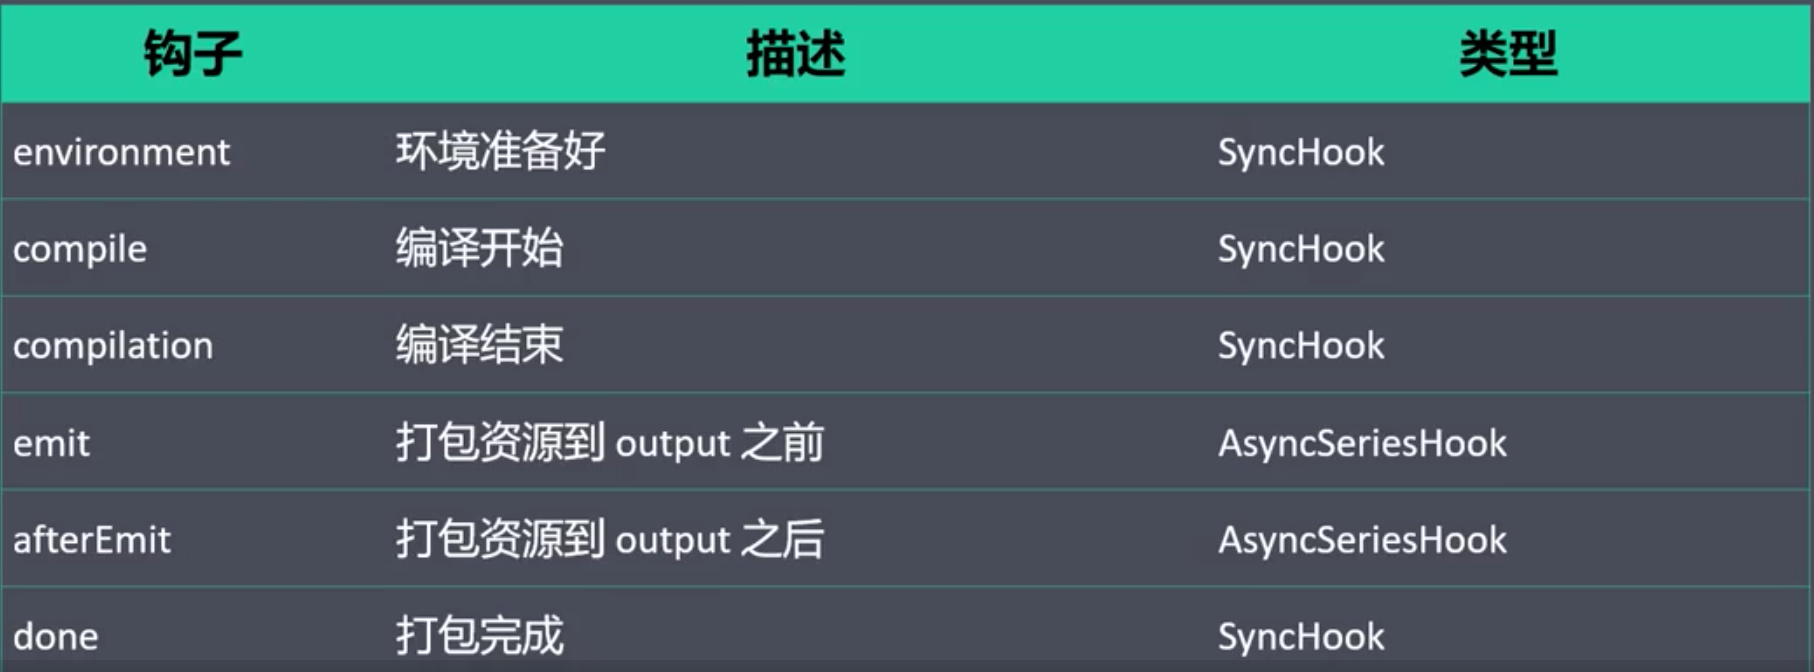 钩子 描述 类型
environment 环境准备好 SyncHook
compile 编译开始 SyncHook
compilation 编译结束 SyncHook
emit 打包资源到 output 之前 AsyncSeriesHook
afterEmit 打包资源到 output 之后 AsyncSeriesHook
done 打包完成 SyncHook